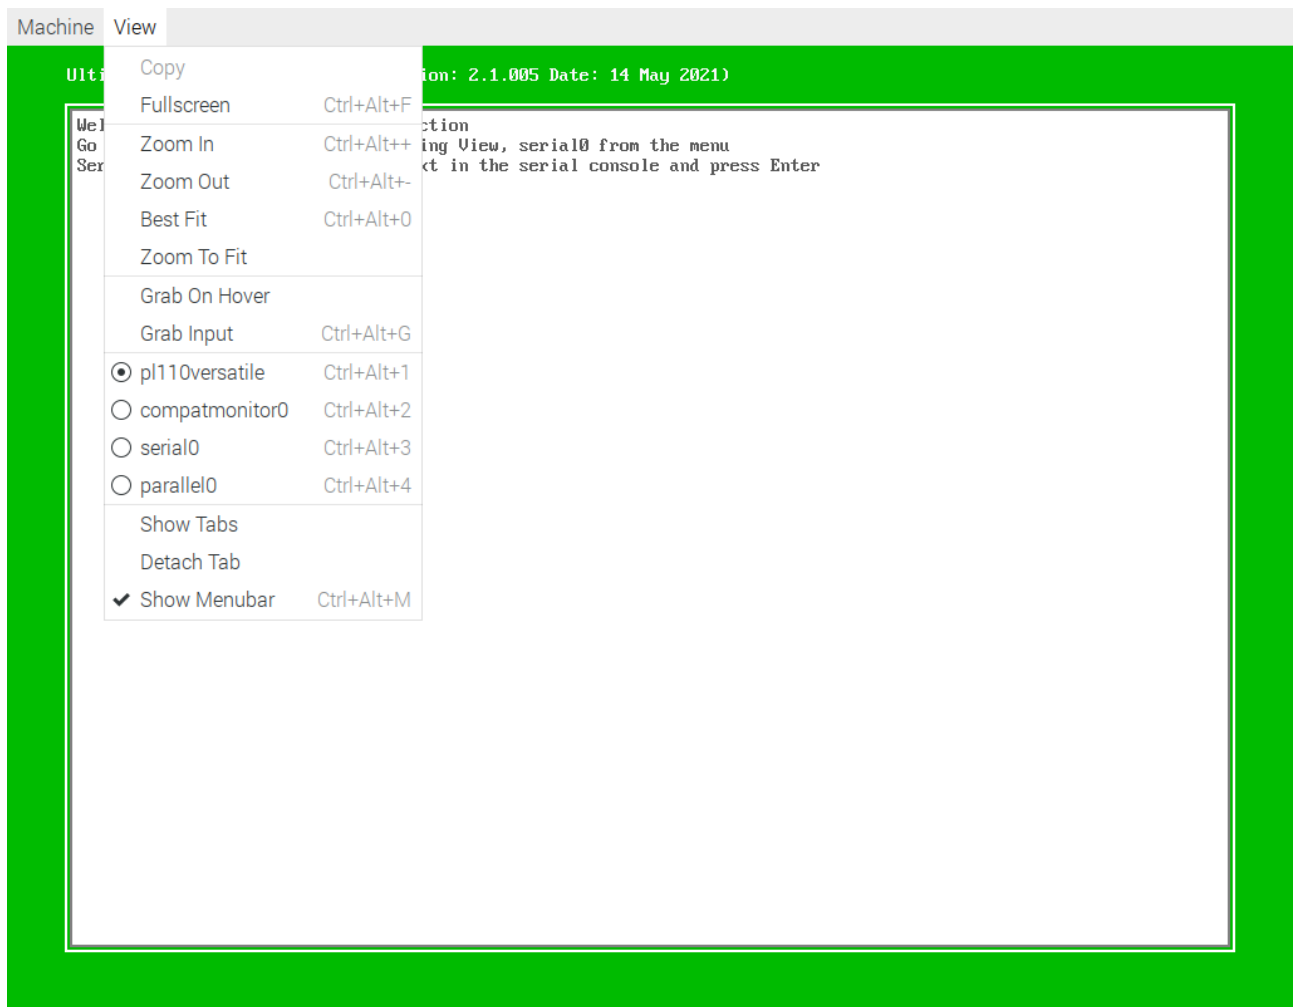 Machine View
Ulti
ion: 2.1.005 Date: 14 May 2021)
Copy
Fullscreen Ctrl+Alt+F
Wel
ction
Go
ing View, serial0 from the menu
Ser
xt in the serial console and press Enter
Zoom In Ctrl+Alt++
Zoom Out Ctrl+Alt+-
Best Fit Ctrl+Alt+0
Zoom To Fit
Grab On Hover
Grab Input Ctrl+Alt+G
pl110versatile Ctrl+Alt+1
compatmonitor0 Ctrl+Alt+2
serial0 Ctrl+Alt+3
parallel0 Ctrl+Alt+4
Show Tabs
Detach Tab
Show Menubar Ctrl+Alt+M